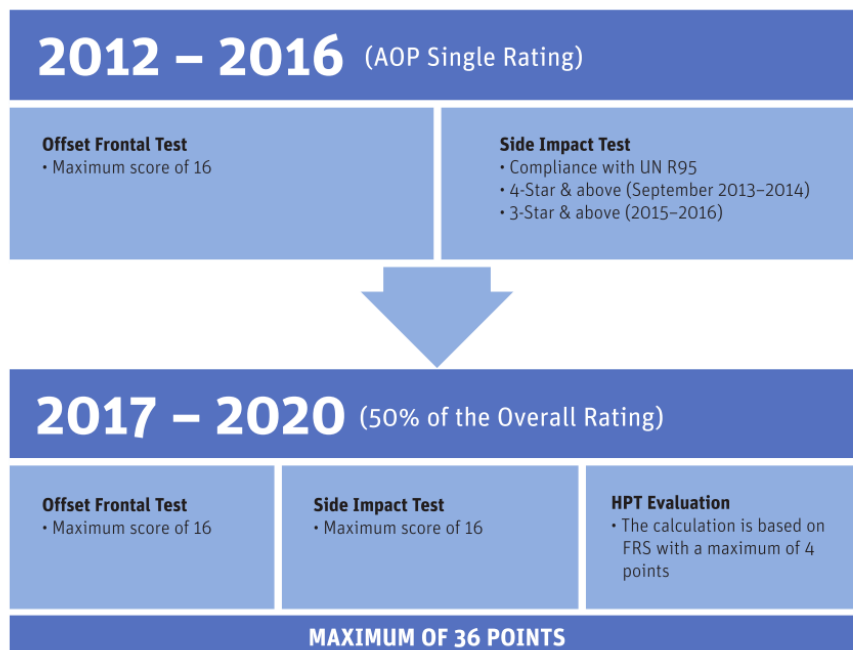 2012 – 2016 (AOP Single Rating)
Offset Frontal Test
• Maximum score of 16
Side Impact Test
• Compliance with UN R95
• 4-Star & above (September 2013–2014)
• 3-Star & above (2015–2016)
2017 – 2020 (50% of the Overall Rating)
Offset Frontal Test
• Maximum score of 16
Side Impact Test
• Maximum score of 16
HPT Evaluation
• The calculation is based on
FRS with a maximum of 4
points
MAXIMUM OF 36 POINTS